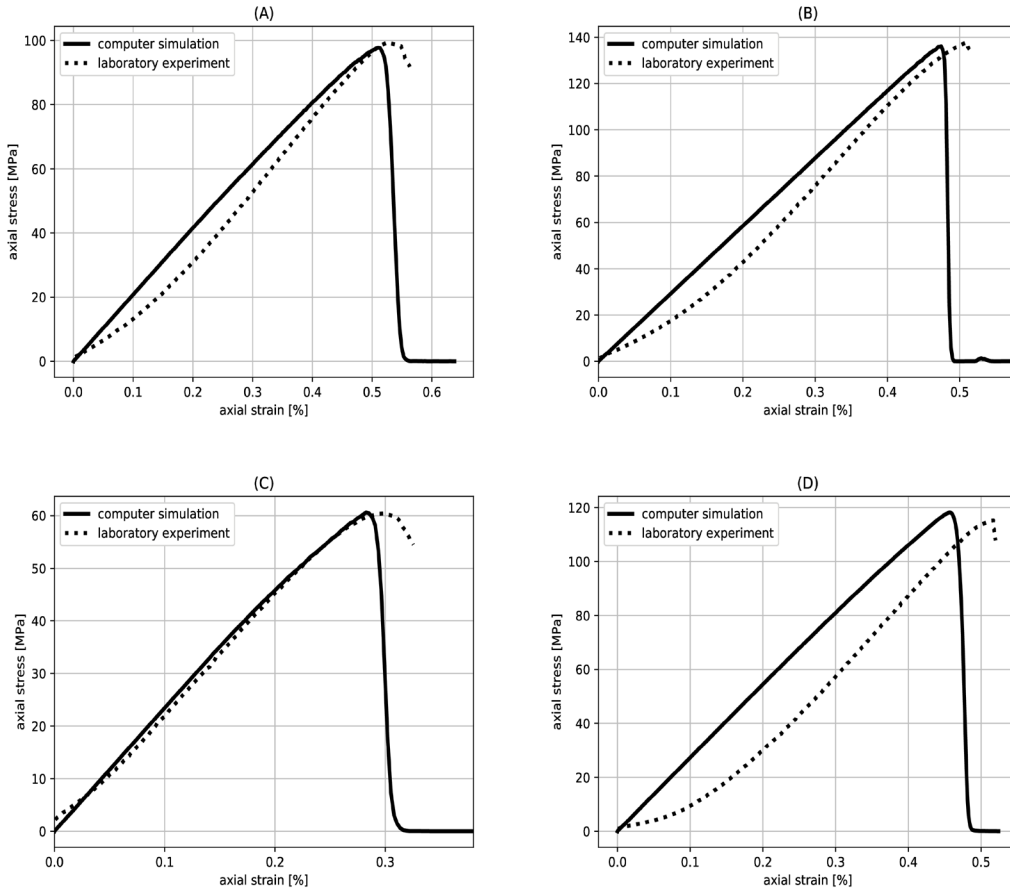 (A)
computer simulation
laboratory experiment
100
80
60
40
20
0
axial stress [MPa]
0.0 0.1 0.2 0.3 0.4 0.5 0.6
axial strain [%]
(B)
computer simulation
laboratory experiment
140
120
100
80
60
40
20
0
axial stress [MPa]
0.0 0.1 0.2 0.3 0.4 0.5
axial strain [%]
(C)
computer simulation
laboratory experiment
60
50
40
30
20
10
0
axial stress [MPa]
0.0 0.1 0.2 0.3
axial strain [%]
(D)
computer simulation
laboratory experiment
120
100
80
60
40
20
0
axial stress [MPa]
0.0 0.1 0.2 0.3 0.4 0.5
axial strain [%]